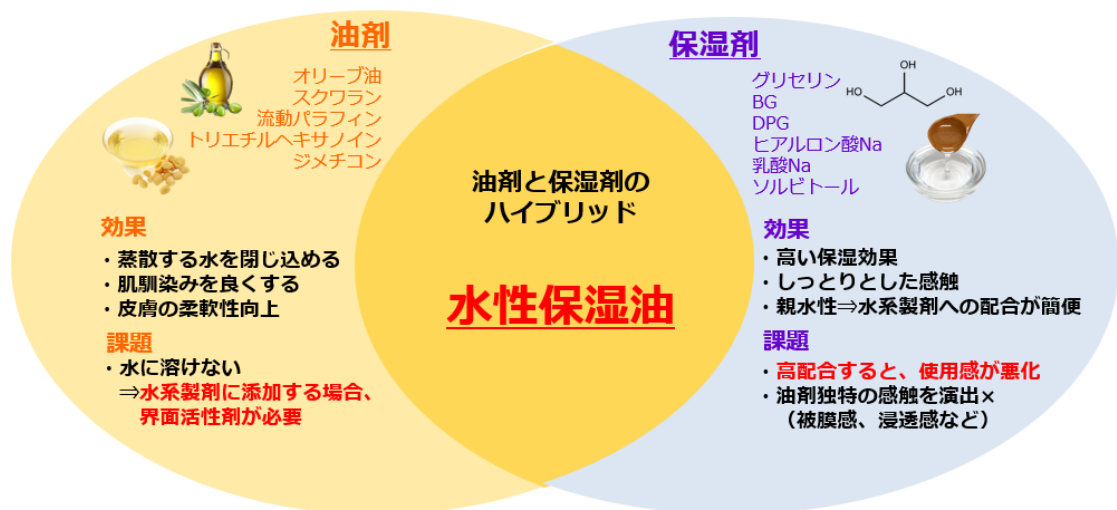 油剤
オリーブ油
スクワラン
流動パラフィン
トリエチルヘキサノイン
ジメチコン
効果
・蒸散する水を閉じ込める
・肌馴染みを良くする
・皮膚の柔軟性向上
課題
・水に溶けない
⇒水系製剤に添加する場合、
界面活性剤が必要
油剤と保湿剤の
ハイブリッド
水性保湿油
保湿剤
グリセリン
BG
DPG
ヒアルロン酸Na
乳酸Na
ソルビトール
OH
HO
OH
効果
・高い保湿効果
・しっとりとした感触
・親水性⇒水系製剤への配合が簡便
課題
・高配合すると、使用感が悪化
・油剤独特の感触を演出×
（被膜感、浸透感など）